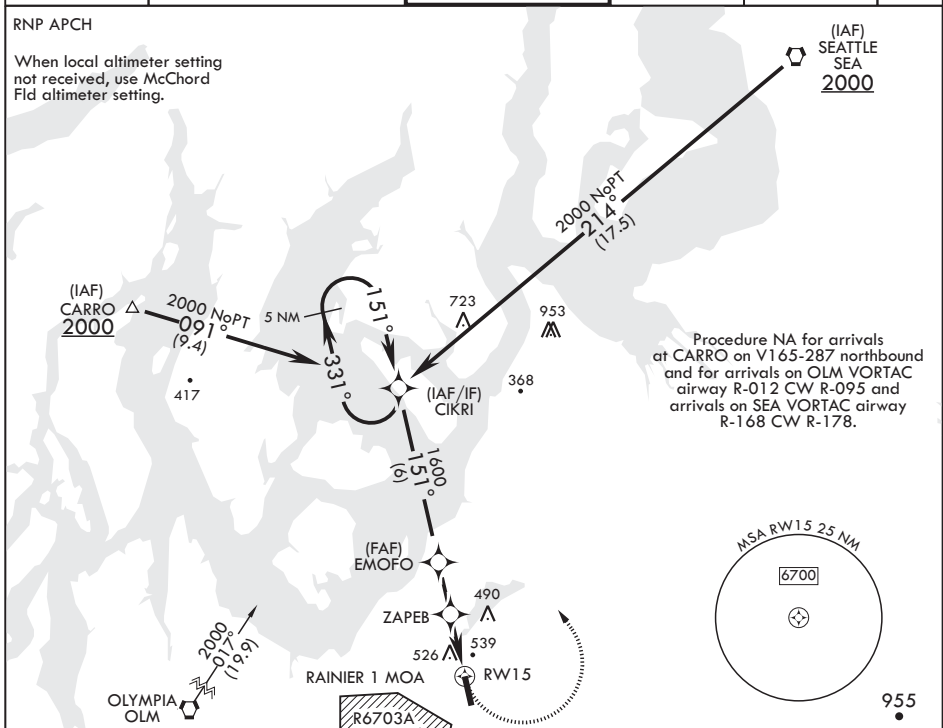 RNP APCH
When local altimeter setting
not received, use McChord
Fld altimeter setting.
(IAF)
SEATTLE
SEA
2000
2000 NoPT
214°
(17.5)
(IAF)
CARRO
2000
2000 NoPT
091°
(9.4)
5 NM
151°
331°
723
953
417
368
(IAF/IF)
CIKRI
Procedure NA for arrivals
at CARRO on V165-287 northbound
and for arrivals on OLM VORTAC
airway R-012 CW R-095 and
arrivals on SEA VORTAC airway
R-168 CW R-178.
1600
151°
(6)
MSA RW15 25 NM
6700
(FAF)
EMOFO
ZAPEB
490
526
539
RW15
2000
017°
(19.9)
RAINIER 1 MOA
OLYMPIA
OLM
R6703A
955